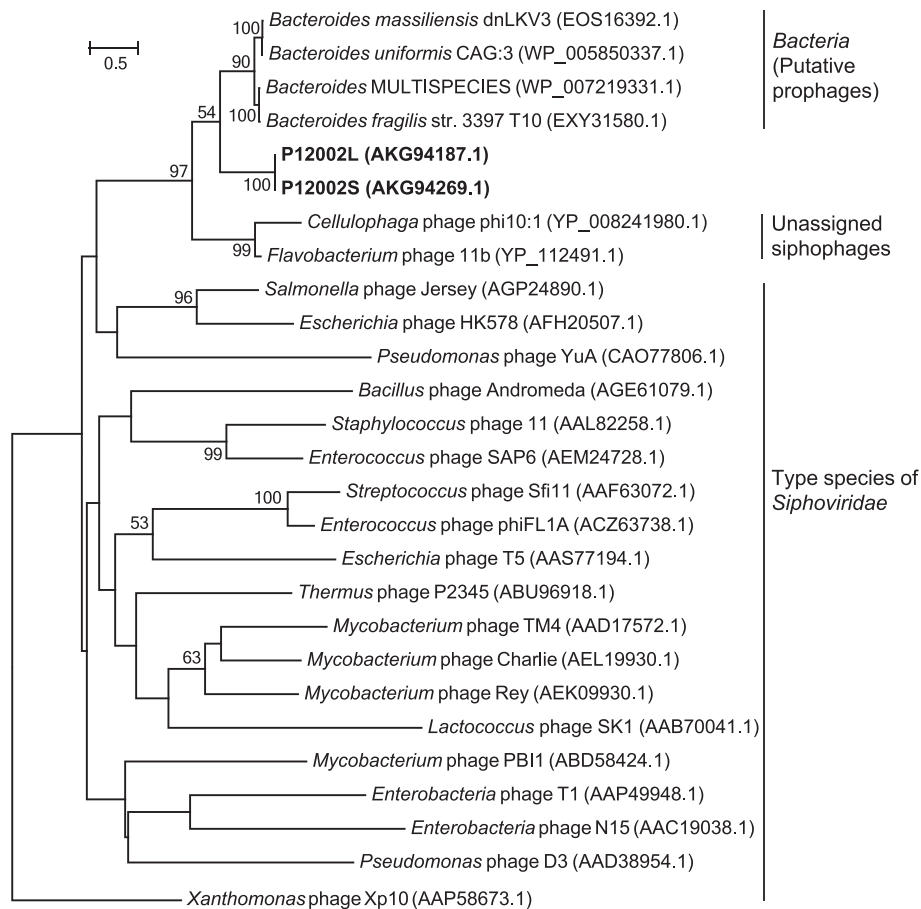 100
Bacteroides massiliensis dnLKV3 (EOS16392.1)
Bacteroides uniformis CAG:3 (WP_005850337.1)
90
Bacteroides MULTISPECIES (WP_007219331.1)
100
Bacteroides fragilis str. 3397 T10 (EXY31580.1)
Bacteria
(Putative
prophages)
0.5
54
P12002L (AKG94187.1)
100
P12002S (AKG94269.1)
97
Cellulophaga phage phi10:1 (YP_008241980.1)
99
Flavobacterium phage 11b (YP_112491.1)
Unassigned
siphophages
96
Salmonella phage Jersey (AGP24890.1)
Escherichia phage HK578 (AFH20507.1)
Pseudomonas phage YuA (CAO77806.1)
Bacillus phage Andromeda (AGE61079.1)
Staphylococcus phage 11 (AAL82258.1)
99
Enterococcus phage SAP6 (AEM24728.1)
100
Streptococcus phage Sfi11 (AAF63072.1)
Enterococcus phage phiFL1A (ACZ63738.1)
53
Escherichia phage T5 (AAS77194.1)
Type species of
Siphoviridae
Thermus phage P2345 (ABU96918.1)
Mycobacterium phage TM4 (AAD17572.1)
63
Mycobacterium phage Charlie (AEL19930.1)
Mycobacterium phage Rey (AEK09930.1)
Lactococcus phage SK1 (AAB70041.1)
Mycobacterium phage PBI1 (ABD58424.1)
Enterobacteria phage T1 (AAP49948.1)
Enterobacteria phage N15 (AAC19038.1)
Pseudomonas phage D3 (AAD38954.1)
Xanthomonas phage Xp10 (AAP58673.1)